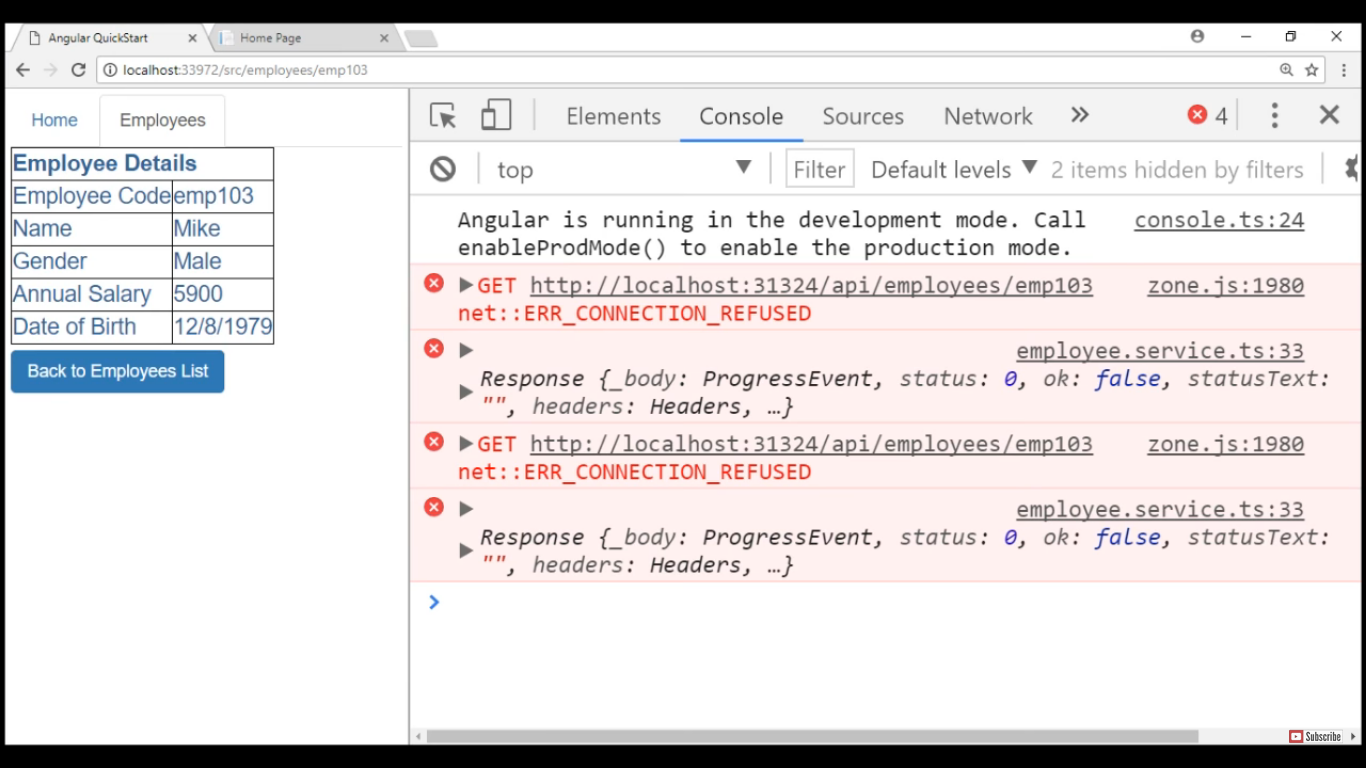 Angular QuickStart
Home Page
localhost:33972/src/employees/emp103
Home
Employees
Employee Details
Employee Code emp103
Name Mike
Gender Male
Annual Salary 5900
Date of Birth 12/8/1979
Back to Employees List
Elements Console Sources Network 4
top Filter Default levels 2 items hidden by filters
Angular is running in the development mode. Call console.ts:24
enableProdMode() to enable the production mode.
GET http://localhost:31324/api/employees/emp103 zone.js:1980
net::ERR_CONNECTION_REFUSED
employee.service.ts:33
Response {_body: ProgressEvent, status: 0, ok: false, statusText:
"", headers: Headers, …}
GET http://localhost:31324/api/employees/emp103 zone.js:1980
net::ERR_CONNECTION_REFUSED
employee.service.ts:33
Response {_body: ProgressEvent, status: 0, ok: false, statusText:
"", headers: Headers, …}
Subscribe